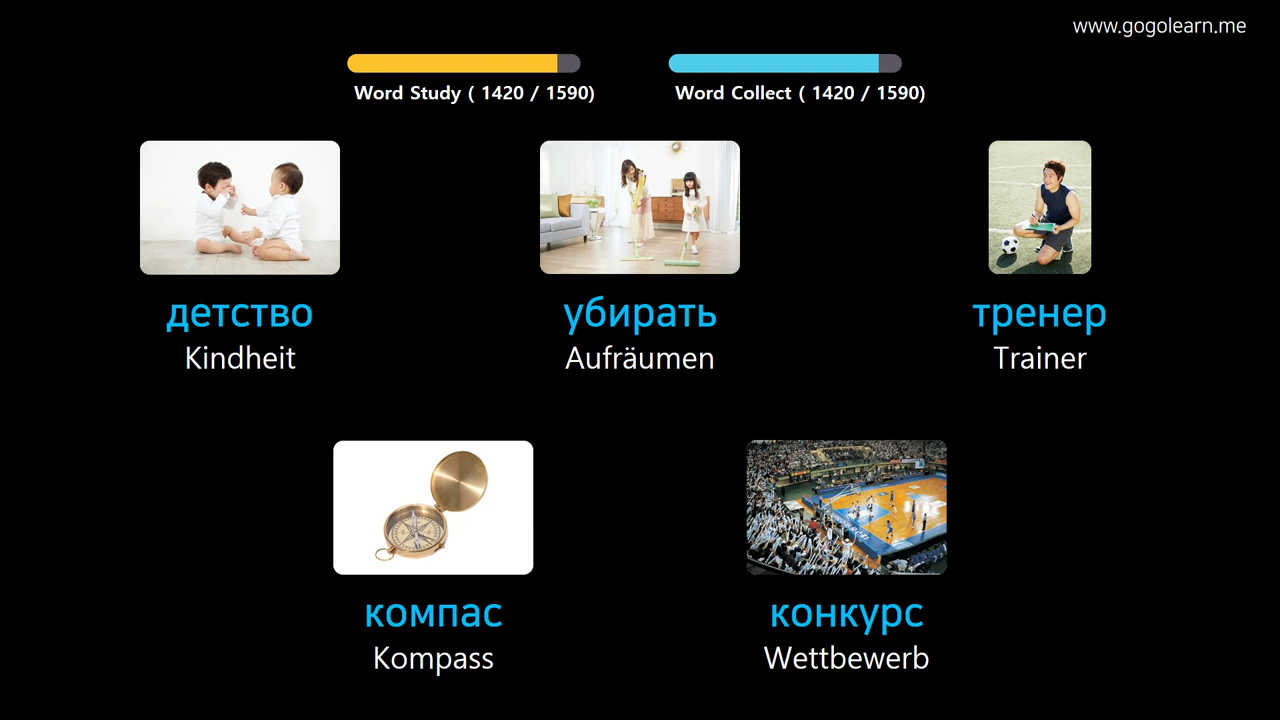 www.gogolearn.me
Word Study ( 1420 / 1590)
Word Collect ( 1420 / 1590)
детство
Kindheit
убирать
Aufräumen
тренер
Trainer
компас
Kompass
конкурс
Wettbewerb